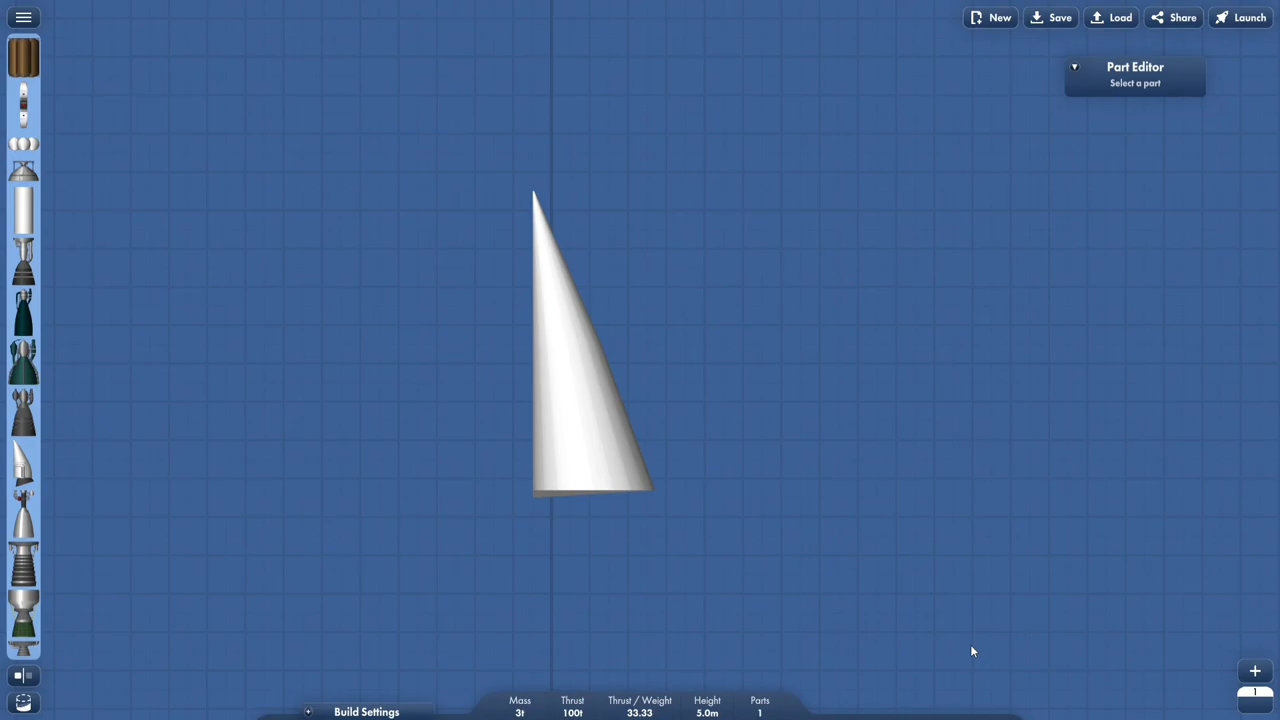 New
Save
Load
Share
Launch
Part Editor
Select a part
Build Settings
Mass
3t
Thrust
100t
Thrust / Weight
33.33
Height
5.0m
Parts
1
1